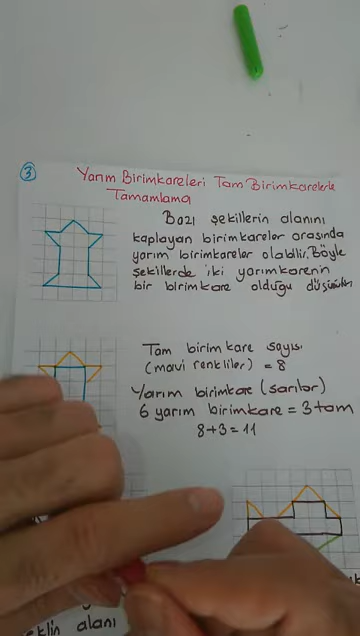 3
Yarım Birimkareleri Tam Birimkarelerle
Tamamlama
Bazı şekillerin alanını
kaplayan birimkareler arasında
yarım birimkareler olabilir. Böyle
şekillerde iki yarımkarenin
bir birimkare olduğu düşünülür.
Tam birimkare sayısı
(mavi renkliler) = 8
Yarım birimkare (sarılar)
6 yarım birimkare = 3 tam
8+3=11
alanı